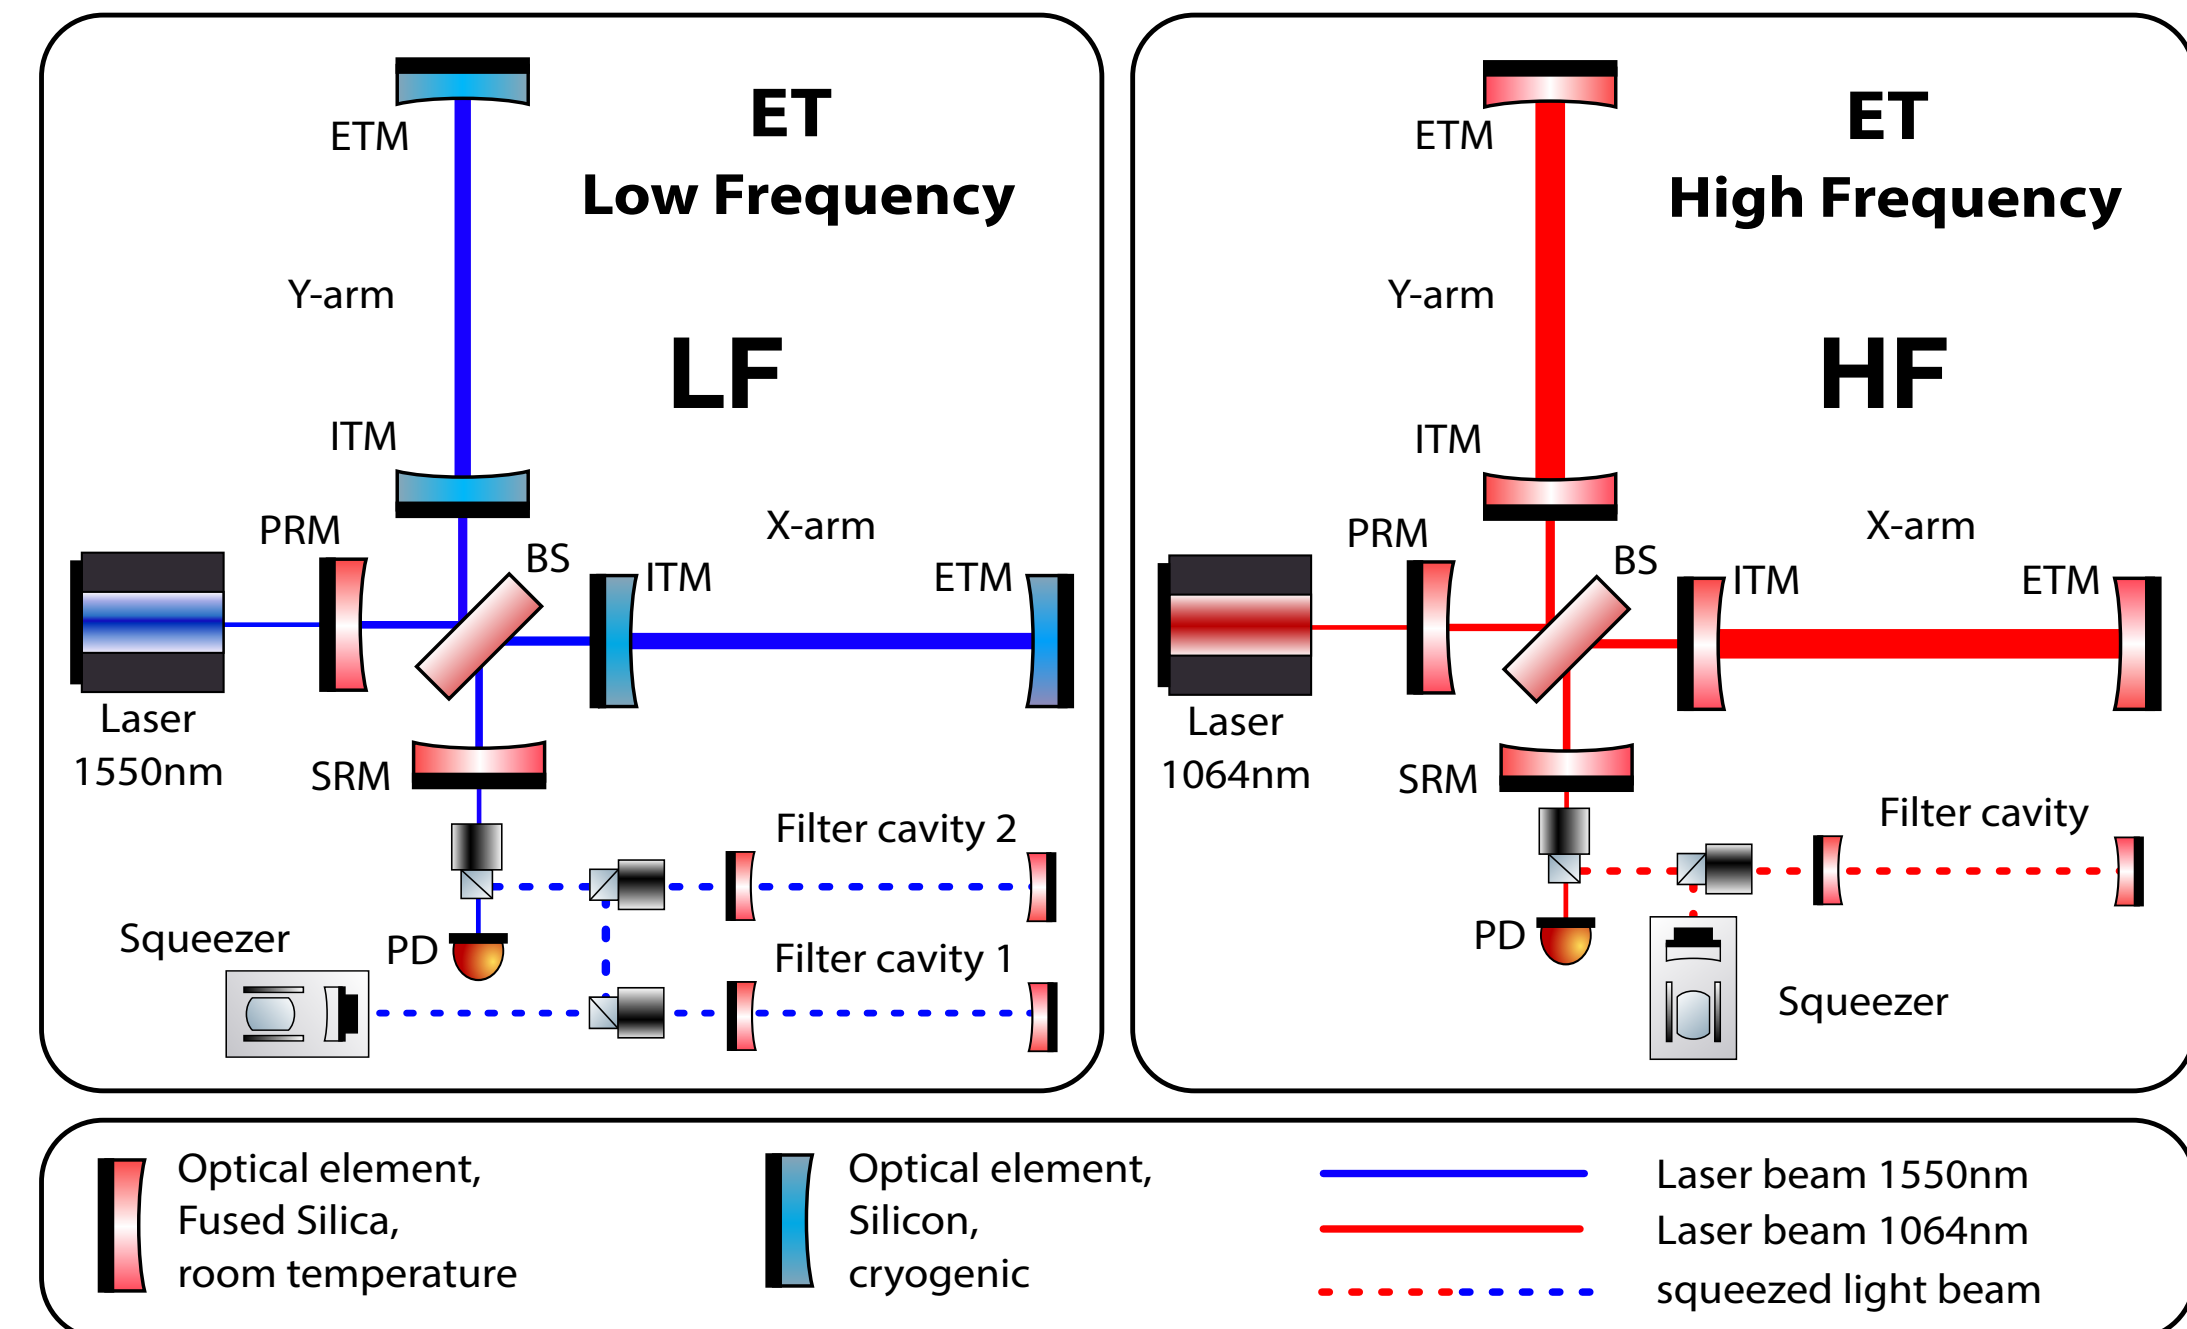 ET
Low Frequency
LF
ETM
Y-arm
ITM
PRM
BS
ITM
X-arm
ETM
Laser
1550nm
SRM
Filter cavity 2
Squeezer
PD
Filter cavity 1
ET
High Frequency
HF
ETM
Y-arm
ITM
PRM
BS
ITM
X-arm
ETM
Laser
1064nm
SRM
Filter cavity
PD
Squeezer
Optical element,
Fused Silica,
room temperature
Optical element,
Silicon,
cryogenic
Laser beam 1550nm
Laser beam 1064nm
squeezed light beam